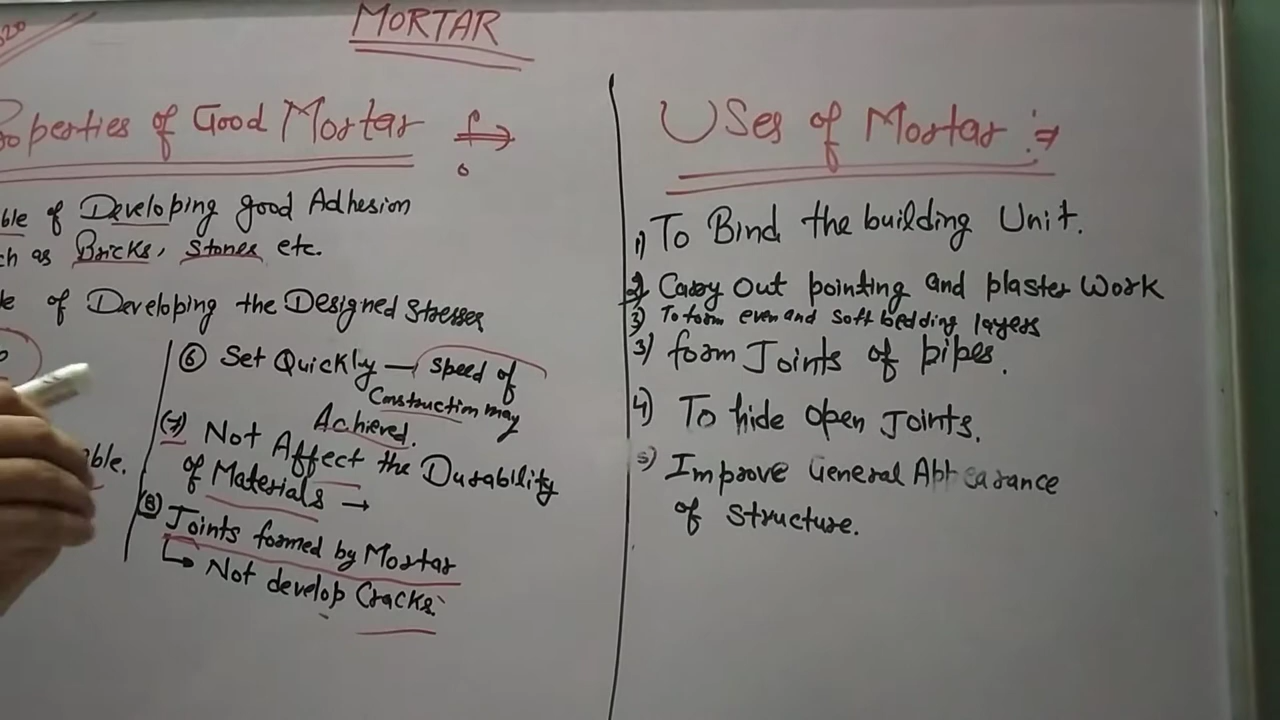 MORTAR
operties of Good Mortar
ble of Developing good Adhesion
ch as Bricks, Stones etc.
le of Developing the Designed Stresses
⑥ Set Quickly — speed of
Construction may
Achieved.
(7) Not Affect the Durability
of Materials →
⑧ Joints formed by Mortar
↳ Not develop Cracks.
able.
Uses of Mortar :⇒
1) To Bind the building Unit.
2) Carry Out pointing and plaster Work
3) To form even and Soft bedding layers
3) form Joints of pipes.
4) To hide open Joints.
5) Improve General Appearance
of Structure.